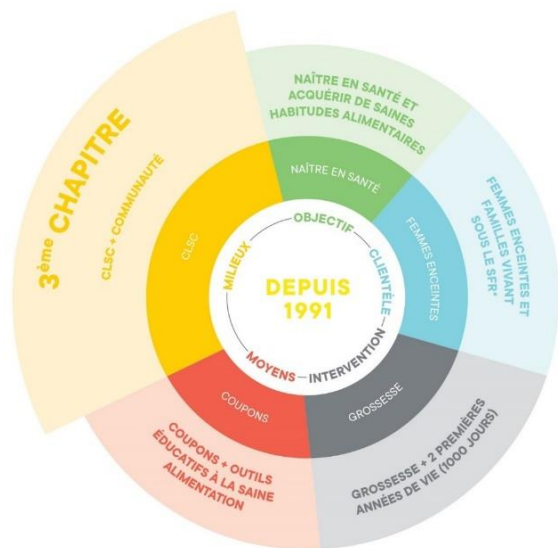 DEPUIS
1991
OBJECTIF
CLIENTÈLE
INTERVENTION
MOYENS
MILIEUX
NAÎTRE EN SANTÉ
FEMMES ENCEINTES
GROSSESSE
COUPONS
CLSC
NAÎTRE EN SANTÉ ET
ACQUÉRIR DE SAINES
HABITUDES ALIMENTAIRES
FEMMES ENCEINTES ET
FAMILLES VIVANT
SOUS LE SFR*
GROSSESSE + 2 PREMIÈRES
ANNÉES DE VIE (1000 JOURS)
COUPONS + OUTILS
ÉDUCATIFS À LA SAINE
ALIMENTATION
3ème CHAPITRE
CLSC + COMMUNAUTÉ